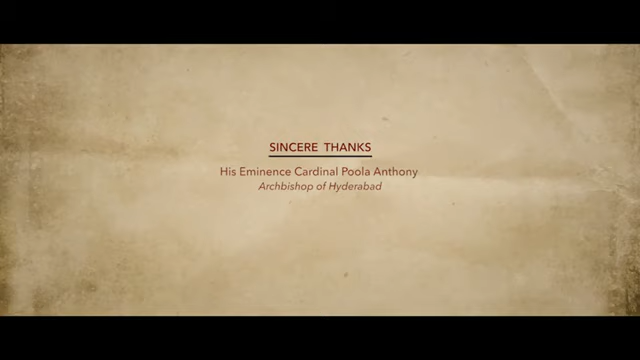 SINCERE THANKS
His Eminence Cardinal Poola Anthony
Archbishop of Hyderabad